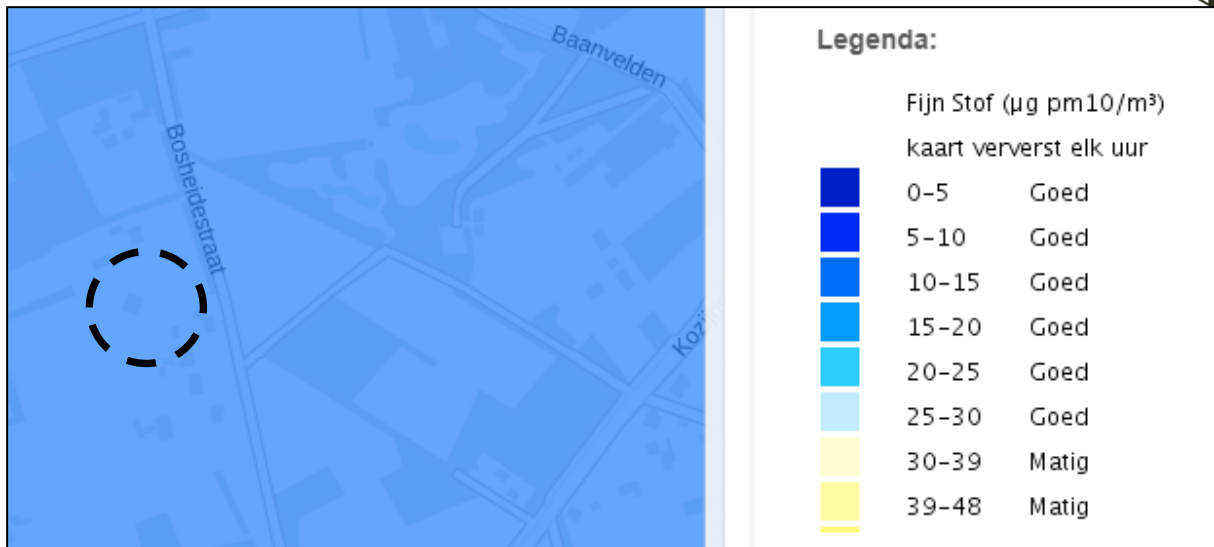 Baanvelden
Bosheidestraat
Legenda:
Fijn Stof (µg pm10/m³)
kaart ververst elk uur
0-5 Goed
5-10 Goed
10-15 Goed
15-20 Goed
20-25 Goed
25-30 Goed
30-39 Matig
39-48 Matig